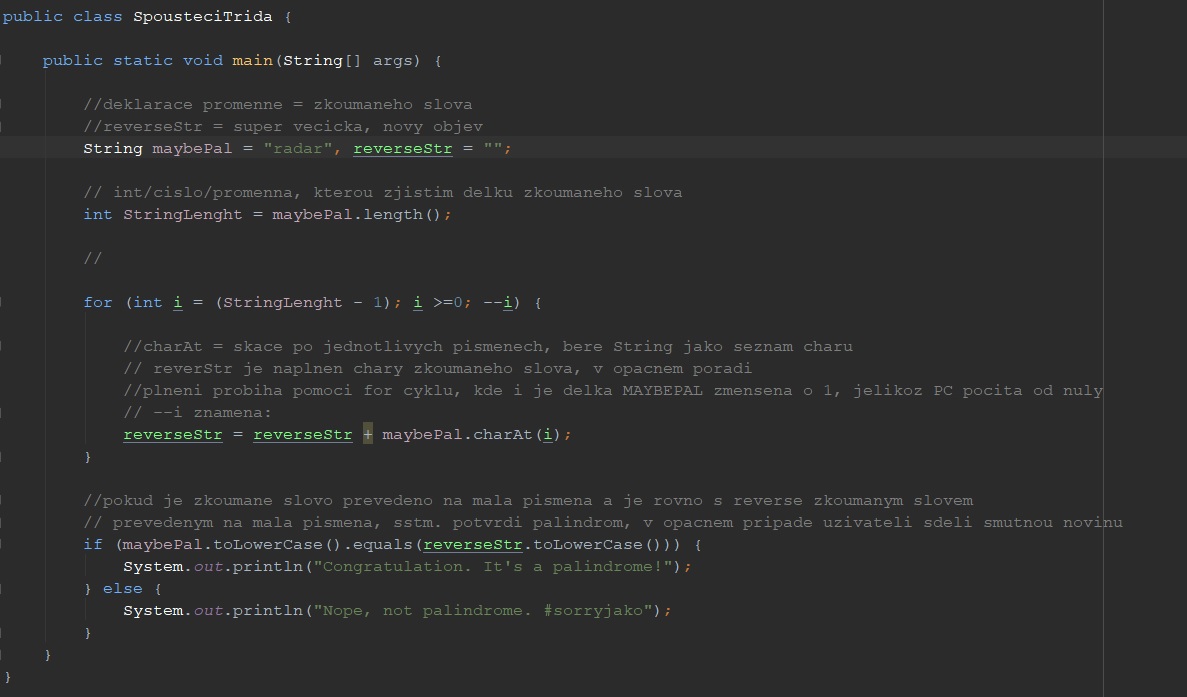 public class SpousteciTrida {
public static void main(String[] args) {
//deklarace promenne = zkoumaneho slova
//reverseStr = super vecicka, novy objev
String maybePal = "radar", reverseStr = "";
// int/cislo/promenna, kterou zjistim delku zkoumaneho slova
int StringLenght = maybePal.length();
//
for (int i = (StringLenght - 1); i >=0; --i) {
//charAt = skace po jednotlivych pismenech, bere String jako seznam charu
// reverStr je naplnen chary zkoumaneho slova, v opacnem poradi
//plneni probiha pomoci for cyklu, kde i je delka MAYBEPAL zmensena o 1, jelikoz PC pocita od nuly
// --i znamena:
reverseStr = reverseStr + maybePal.charAt(i);
}
//pokud je zkoumane slovo prevedeno na mala pismena a je rovno s reverse zkoumanym slovem
// prevedenym na mala pismena, sstm. potvrdi palindrom, v opacnem pripade uzivateli sdeli smutnou novinu
if (maybePal.toLowerCase().equals(reverseStr.toLowerCase())) {
System.out.println("Congratulation. It's a palindrome!");
} else {
System.out.println("Nope, not palindrome. #sorryjako");
}
}
}